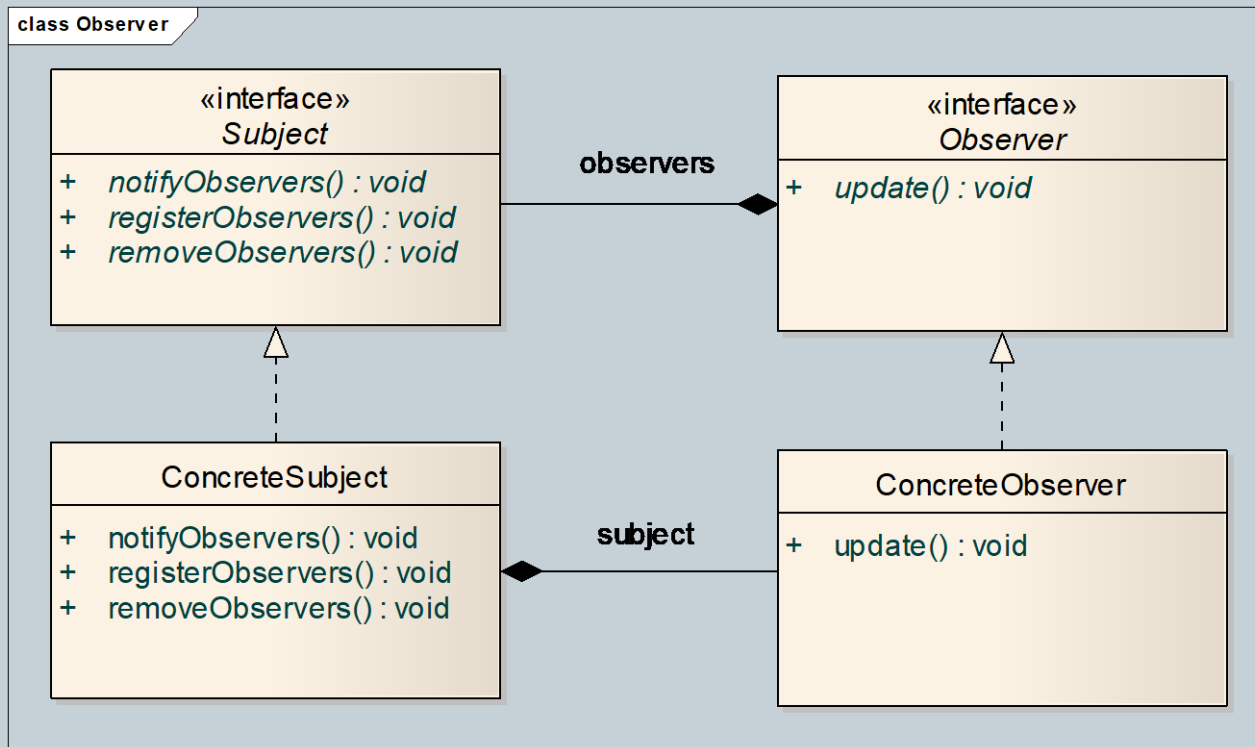 class Observer
«interface»
Subject
+ notifyObservers() : void
+ registerObservers() : void
+ removeObservers() : void
observers
«interface»
Observer
+ update() : void
ConcreteSubject
+ notifyObservers() : void
+ registerObservers() : void
+ removeObservers() : void
subject
ConcreteObserver
+ update() : void